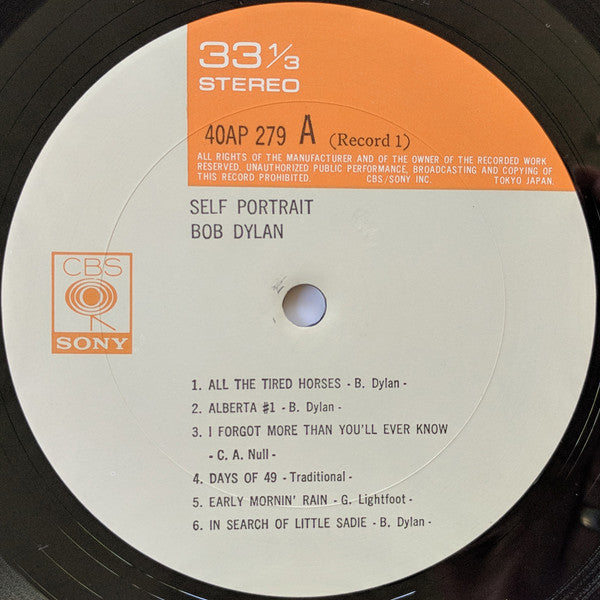 33 1/3
STEREO
40AP 279 A (Record 1)
ALL RIGHTS OF THE MANUFACTURER AND OF THE OWNER OF THE RECORDED WORK
RESERVED. UNAUTHORIZED PUBLIC PERFORMANCE, BROADCASTING AND COPYING OF
THIS RECORD PROHIBITED. CBS/SONY INC. TOKYO JAPAN.
SELF PORTRAIT
BOB DYLAN
CBS
SONY
1. ALL THE TIRED HORSES - B. Dylan -
2. ALBERTA #1 - B. Dylan -
3. I FORGOT MORE THAN YOU'LL EVER KNOW
- C. A. Null -
4. DAYS OF 49 - Traditional -
5. EARLY MORNIN' RAIN - G. Lightfoot -
6. IN SEARCH OF LITTLE SADIE - B. Dylan -